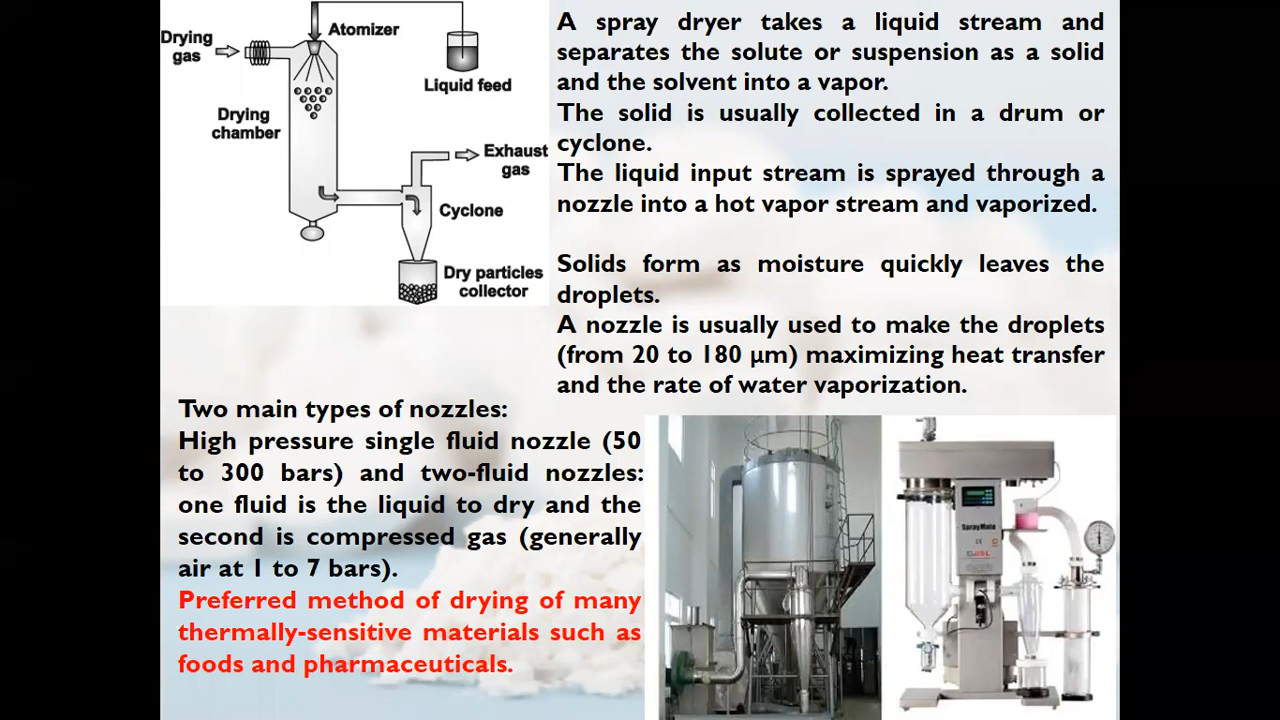 Drying
gas
Atomizer
Liquid feed
Drying
chamber
Exhaust
gas
Cyclone
Dry particles
collector
A spray dryer takes a liquid stream and
separates the solute or suspension as a solid
and the solvent into a vapor.
The solid is usually collected in a drum or
cyclone.
The liquid input stream is sprayed through a
nozzle into a hot vapor stream and vaporized.
Solids form as moisture quickly leaves the
droplets.
A nozzle is usually used to make the droplets
(from 20 to 180 µm) maximizing heat transfer
and the rate of water vaporization.
Two main types of nozzles:
High pressure single fluid nozzle (50
to 300 bars) and two-fluid nozzles:
one fluid is the liquid to dry and the
second is compressed gas (generally
air at 1 to 7 bars).
Preferred method of drying of many
thermally-sensitive materials such as
foods and pharmaceuticals.
SprayMate